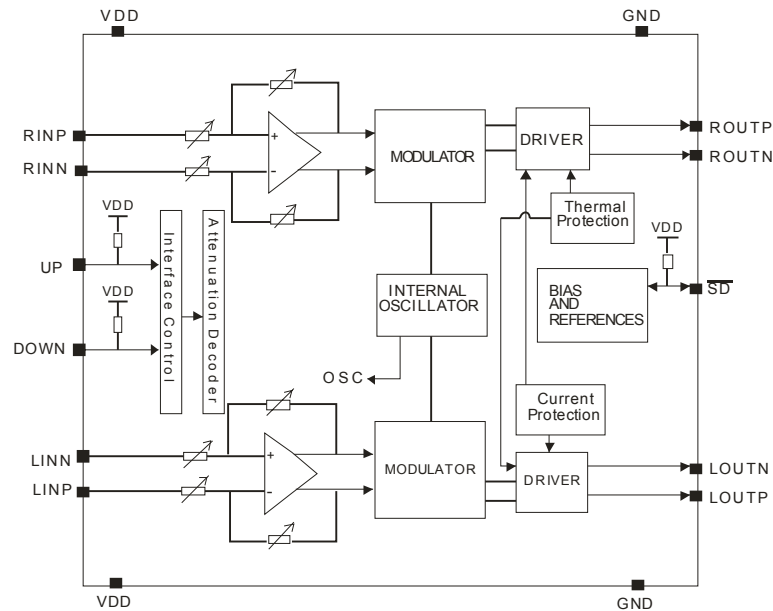 VDD
GND
RINP
RINN
+
-
MODULATOR
DRIVER
ROUTP
ROUTN
Thermal
Protection
VDD
UP
VDD
DOWN
Interface Control
Attenuation Decoder
INTERNAL
OSCILLATOR
OSC
BIAS
AND
REFERENCES
VDD
SD
Current
Protection
LINN
LINP
+
-
MODULATOR
DRIVER
LOUTN
LOUTP
VDD
GND